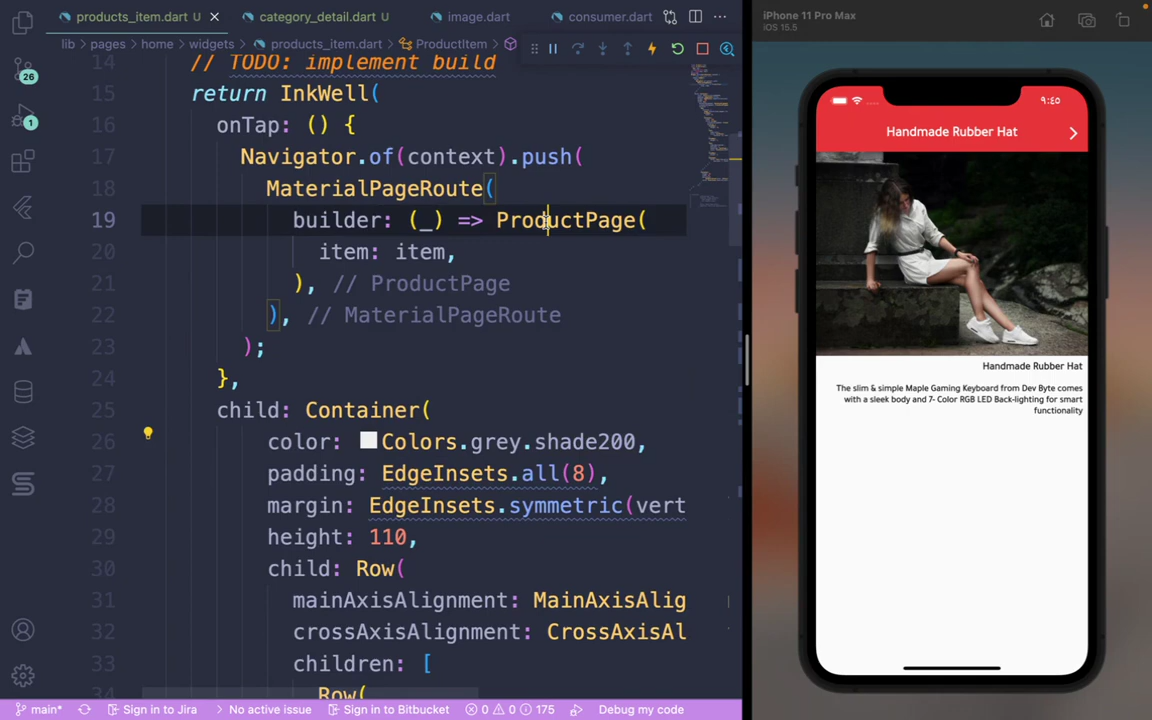 products_item.dart U
category_detail.dart U
image.dart
consumer.dart
lib > pages > home > widgets > products_item.dart > ProductItem >
14 // TODO: implement build
15 return InkWell(
16 onTap: () {
17 Navigator.of(context).push(
18 MaterialPageRoute(
19 builder: (_) => ProductPage(
20 item: item,
21 ), // ProductPage
22 ), // MaterialPageRoute
23 );
24 },
25 child: Container(
26 color: Colors.grey.shade200,
27 padding: EdgeInsets.all(8),
28 margin: EdgeInsets.symmetric(vert
29 height: 110,
30 child: Row(
31 mainAxisAlignment: MainAxisAlig
32 crossAxisAlignment: CrossAxisAl
33 children: [
34 Row(
26
1
main*
Sign in to Jira
No active issue
Sign in to Bitbucket
0 0 175
Debug my code
iPhone 11 Pro Max
iOS 15.5
٩:٤٥
Handmade Rubber Hat
Handmade Rubber Hat
The slim & simple Maple Gaming Keyboard from Dev Byte comes
with a sleek body and 7- Color RGB LED Back-lighting for smart
functionality